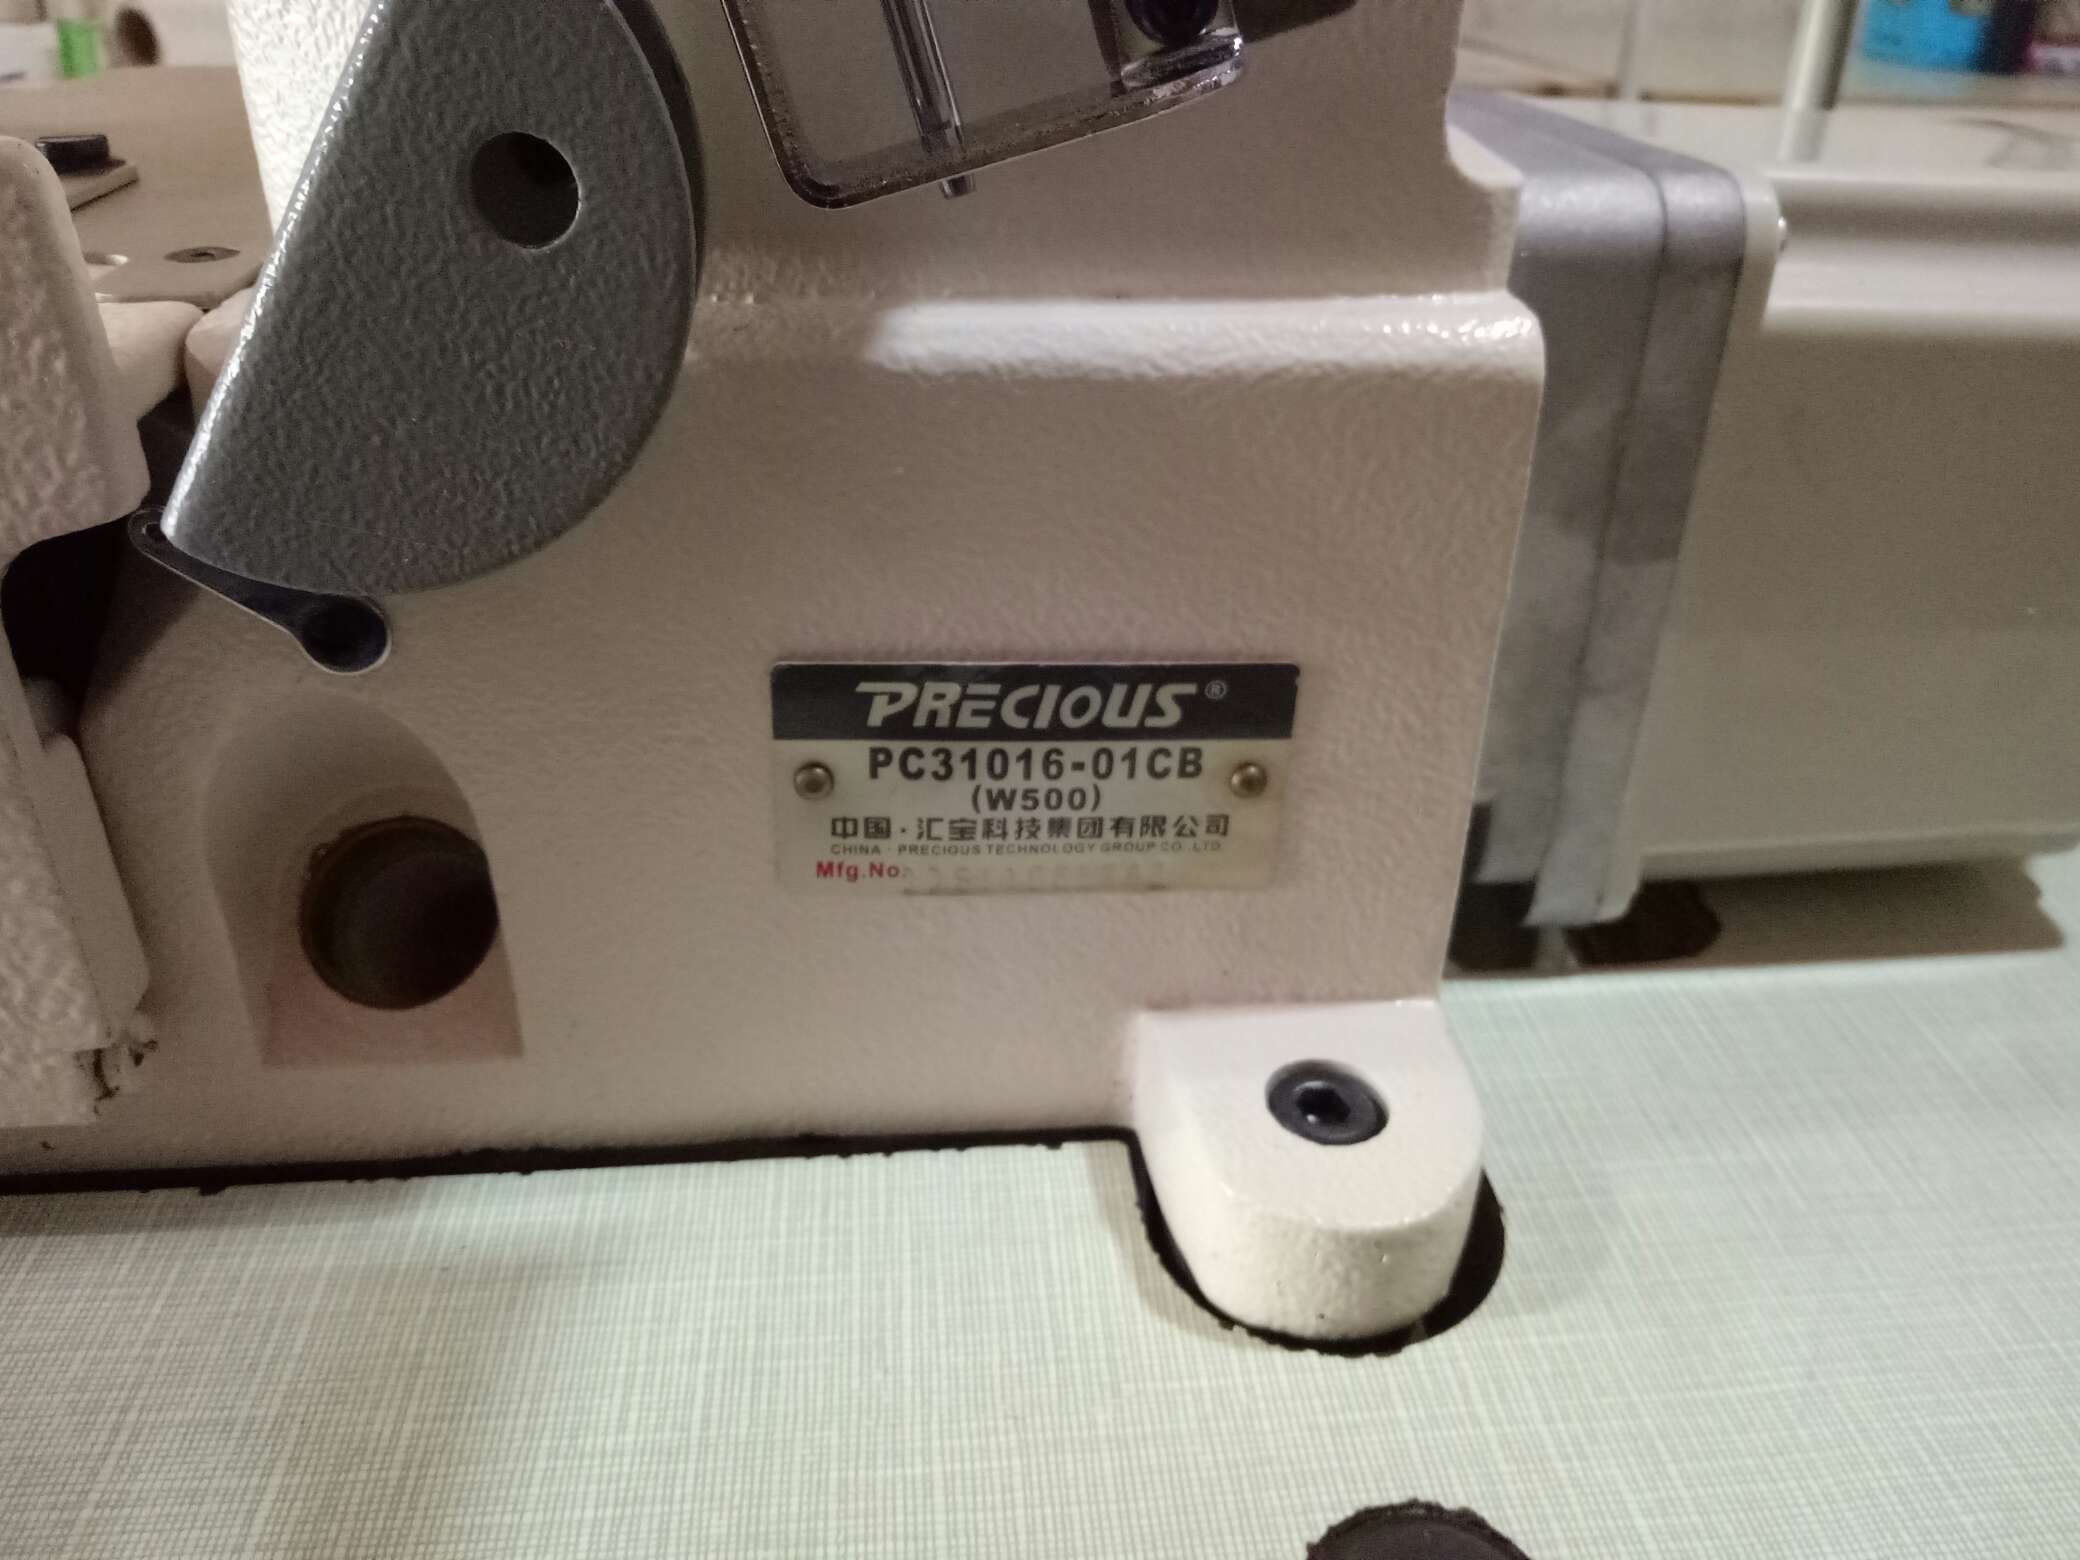 PRECIOUS®
PC31016-01CB
(W500)
中国·汇宝科技集团有限公司
CHINA · PRECIOUS TECHNOLOGY GROUP CO.,LTD.
Mfg.No: